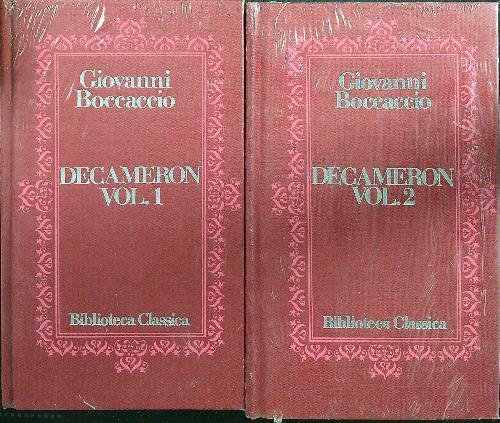 Giovanni
Boccaccio
DECAMERON
VOL. 1
Biblioteca Classica
Giovanni
Boccaccio
DECAMERON
VOL. 2
Biblioteca Classica